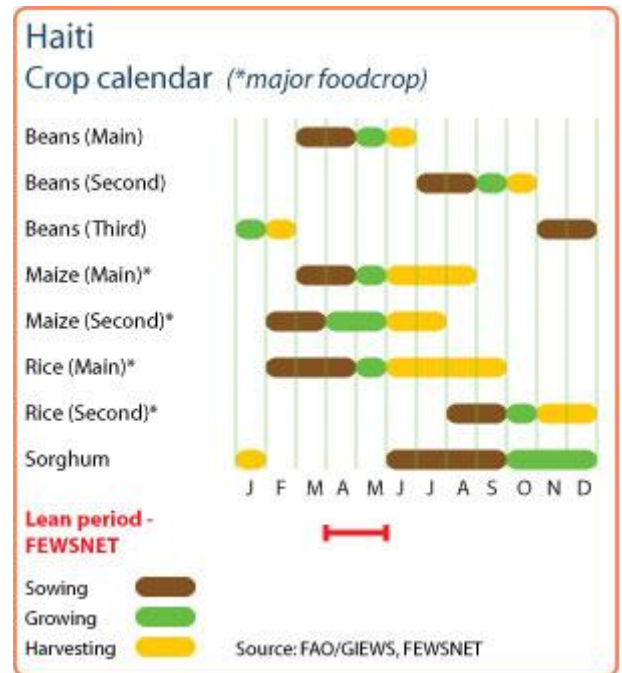 Haiti
Crop calendar (*major foodcrop)
Beans (Main)
Beans (Second)
Beans (Third)
Maize (Main)*
Maize (Second)*
Rice (Main)*
Rice (Second)*
Sorghum
J F M A M J J A S O N D
Lean period -
FEWSNET
Sowing
Growing
Harvesting
Source: FAO/GIEWS, FEWSNET